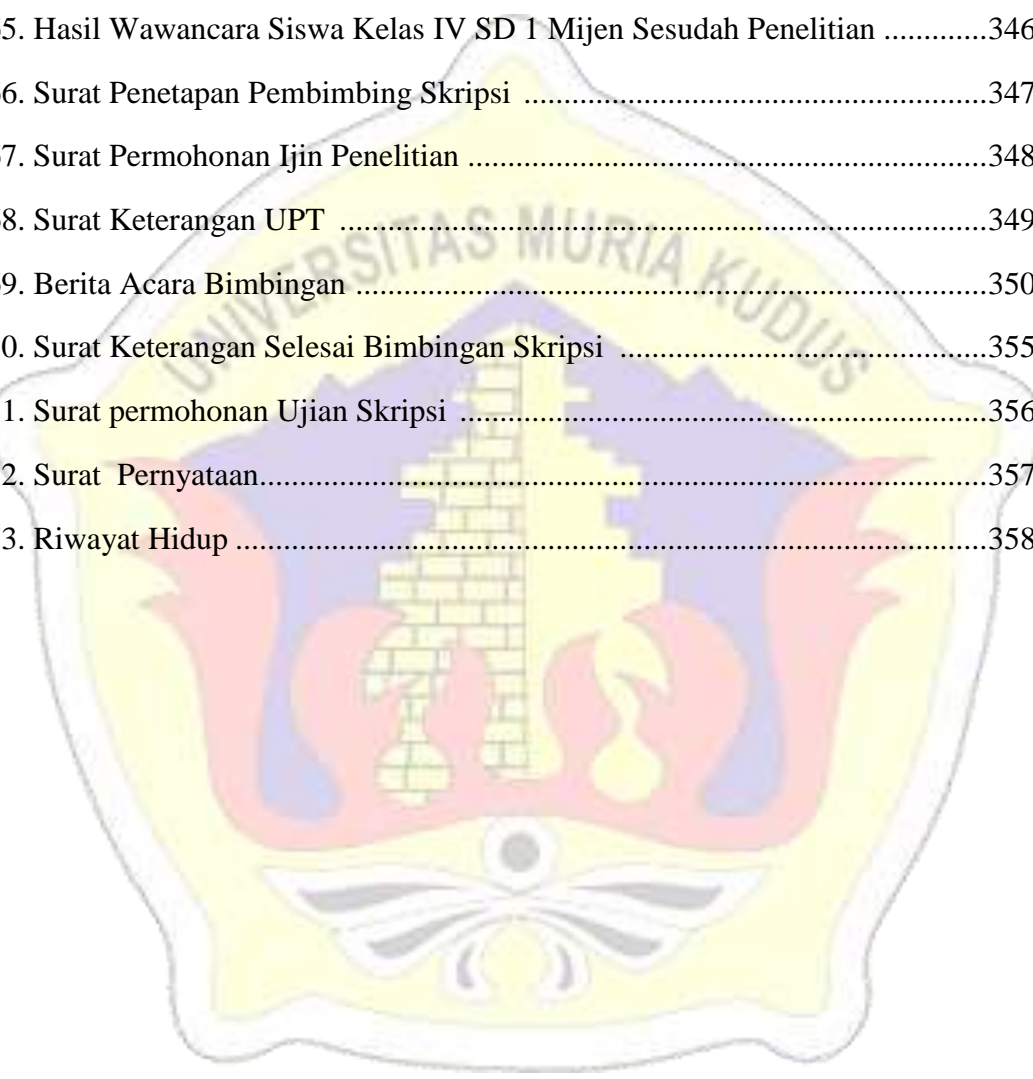 5. Hasil Wawancara Siswa Kelas IV SD 1 Mijen Sesudah Penelitian .............346
6. Surat Penetapan Pembimbing Skripsi ......................................................347
7. Surat Permohonan Ijin Penelitian ............................................................348
8. Surat Keterangan UPT ...........................................................................349
9. Berita Acara Bimbingan .........................................................................350
0. Surat Keterangan Selesai Bimbingan Skripsi ..........................................355
1. Surat permohonan Ujian Skripsi .............................................................356
2. Surat Pernyataan.....................................................................................357
3. Riwayat Hidup ........................................................................................358
UNIVERSITAS MURIA KUDUS